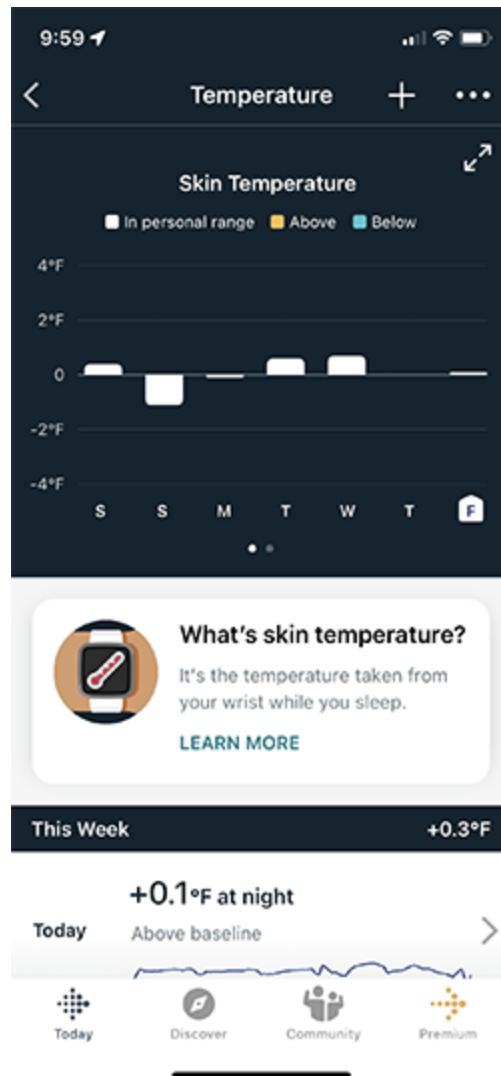 9:59
Temperature
Skin Temperature
In personal range Above Below
4°F
2°F
0
-2°F
-4°F
S S M T W T F
What's skin temperature?
It's the temperature taken from
your wrist while you sleep.
LEARN MORE
This Week +0.3°F
+0.1°F at night
Today Above baseline
Today Discover Community Premium